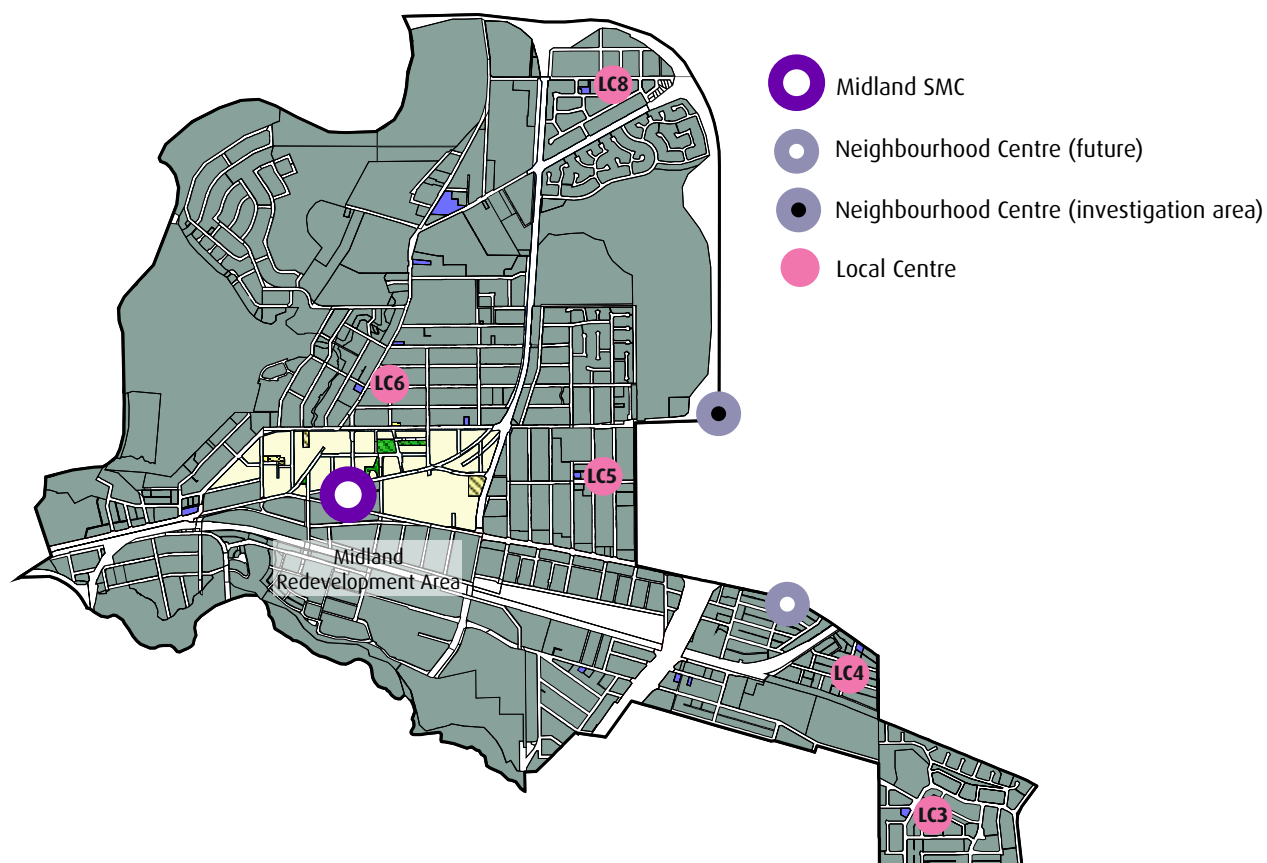 LC8
Midland SMC
Neighbourhood Centre (future)
Neighbourhood Centre (investigation area)
Local Centre
LC6
LC5
Midland
Redevelopment Area
LC4
LC3